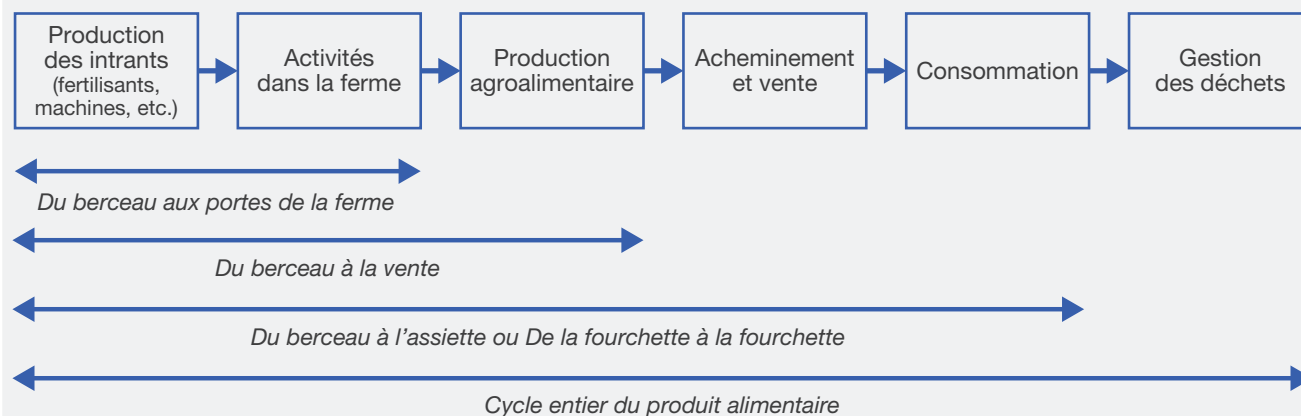 Production
des intrants
(fertilisants,
machines, etc.)
Activités
dans la ferme
Production
agroalimentaire
Acheminement
et vente
Consommation
Gestion
des déchets
Du berceau aux portes de la ferme
Du berceau à la vente
Du berceau à l’assiette ou De la fourchette à la fourchette
Cycle entier du produit alimentaire